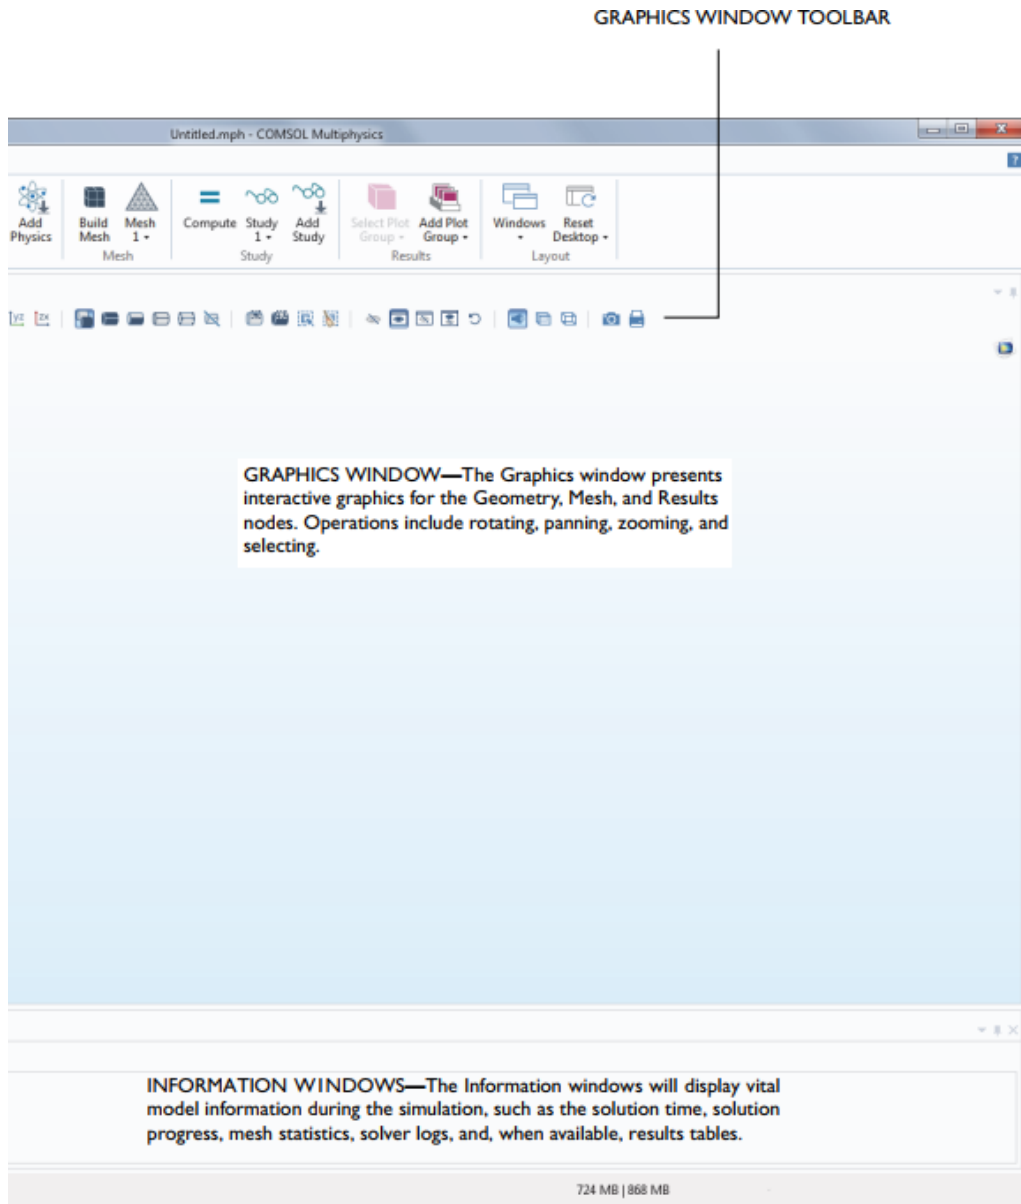 GRAPHICS WINDOW TOOLBAR
Untitled.mph - COMSOL Multiphysics
?
Add Physics
Build Mesh
Mesh 1
Compute
Study 1
Add Study
Select Plot Group
Add Plot Group
Windows
Reset Desktop
Mesh
Study
Results
Layout
yz
zx
GRAPHICS WINDOW—The Graphics window presents
interactive graphics for the Geometry, Mesh, and Results
nodes. Operations include rotating, panning, zooming, and
selecting.
INFORMATION WINDOWS—The Information windows will display vital
model information during the simulation, such as the solution time, solution
progress, mesh statistics, solver logs, and, when available, results tables.
724 MB | 868 MB